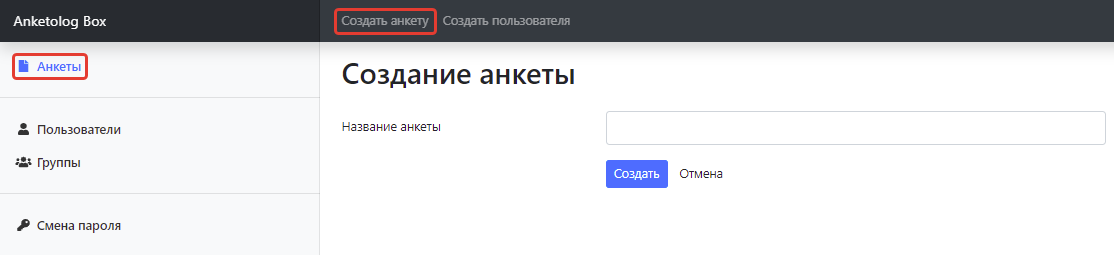 Anketolog Box
Создать анкету Создать пользователя
Анкеты
Пользователи
Группы
Смена пароля
Создание анкеты
Название анкеты
Создать Отмена